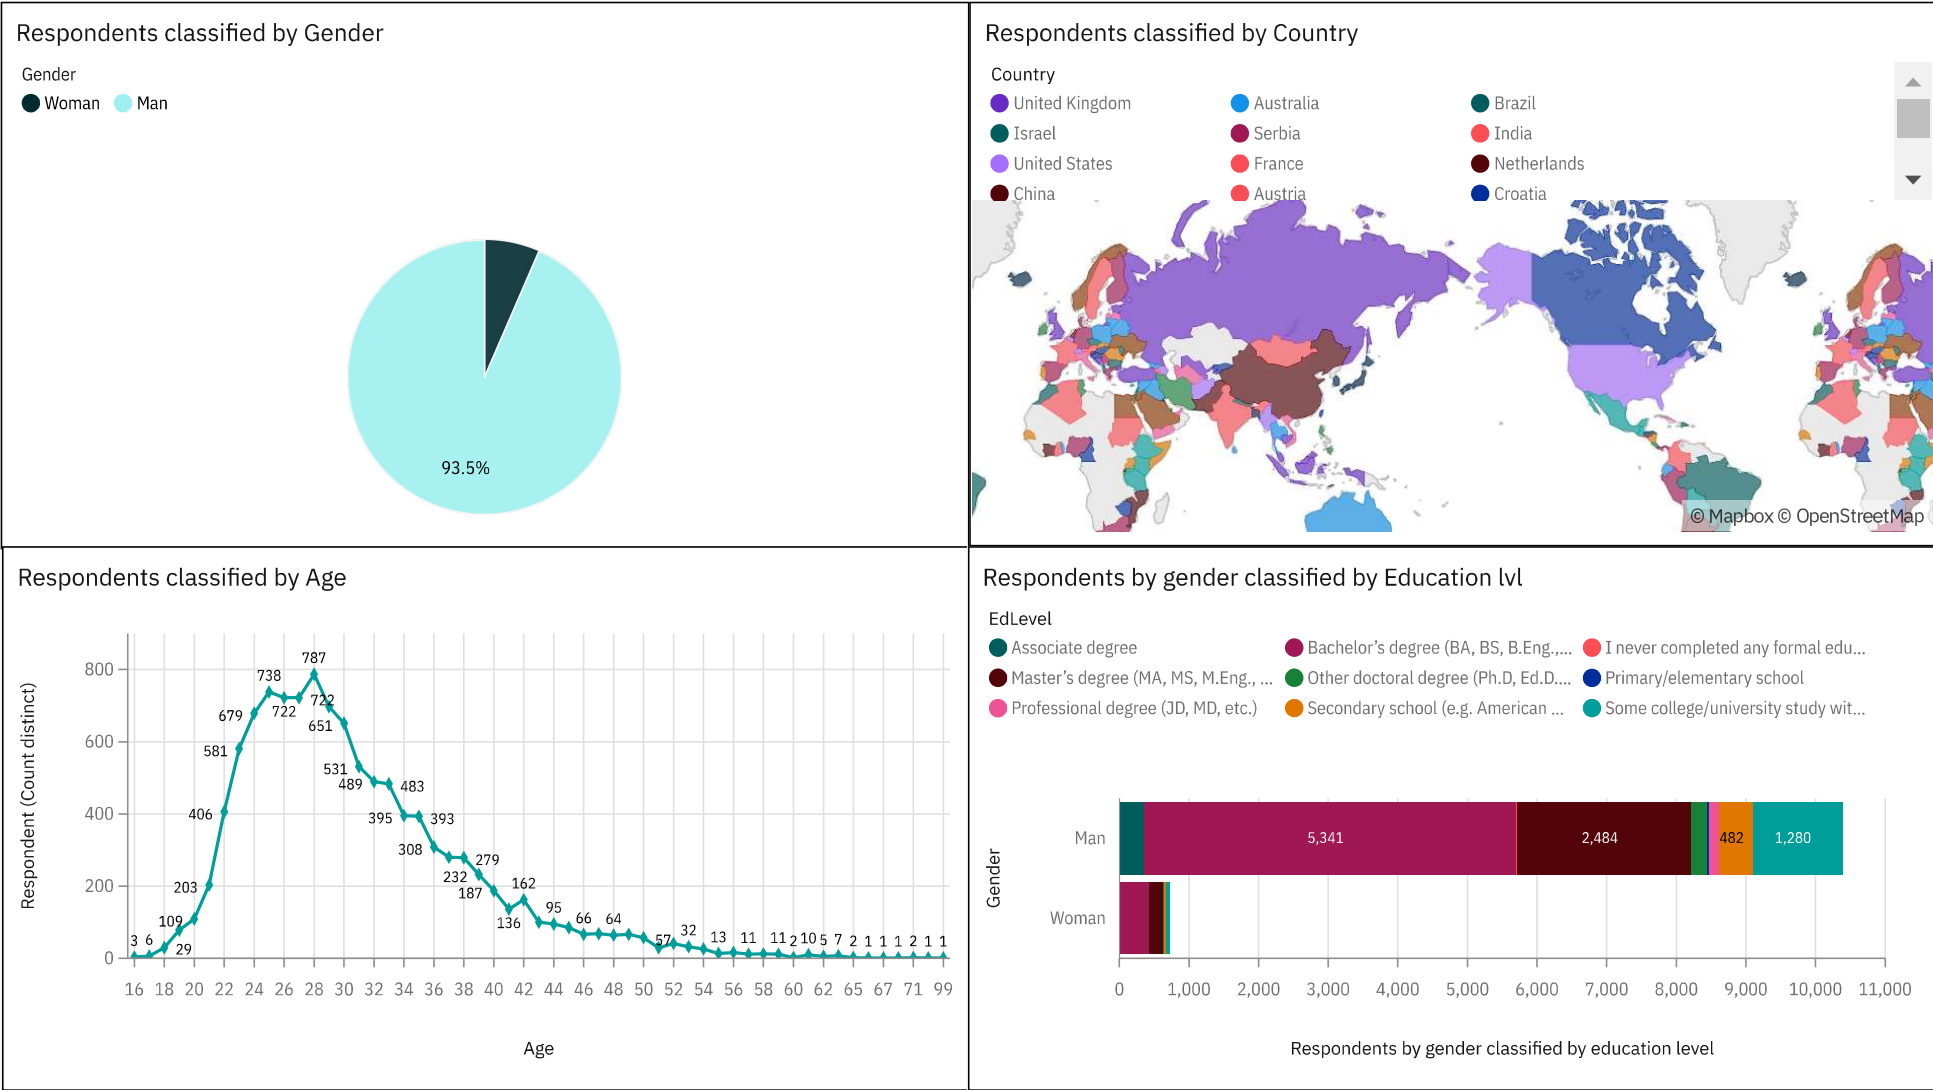 Respondents classified by Gender
Gender
Woman Man
93.5%
Respondents classified by Country
Country
United Kingdom Australia Brazil
Israel Serbia India
United States France Netherlands
China Austria Croatia
© Mapbox © OpenStreetMap
Respondents classified by Age
Respondent (Count distinct)
800
600
400
200
0
3 6 29 109 203 406 581 679 738 722 787 722 651 531 489 483 395 393 308 279 232 187 136 162 95 66 64 57 32 13 11 11 2 10 5 7 2 1 1 1 2 1 1
16 18 20 22 24 26 28 30 32 34 36 38 40 42 44 46 48 50 52 54 56 58 60 62 65 67 71 99
Age
Respondents by gender classified by Education lvl
EdLevel
Associate degree Bachelor’s degree (BA, BS, B.Eng.,... I never completed any formal edu...
Master’s degree (MA, MS, M.Eng., ... Other doctoral degree (Ph.D, Ed.D.... Primary/elementary school
Professional degree (JD, MD, etc.) Secondary school (e.g. American ... Some college/university study wit...
Gender
Man 5,341 2,484 482 1,280
Woman
0 1,000 2,000 3,000 4,000 5,000 6,000 7,000 8,000 9,000 10,000 11,000
Respondents by gender classified by education level